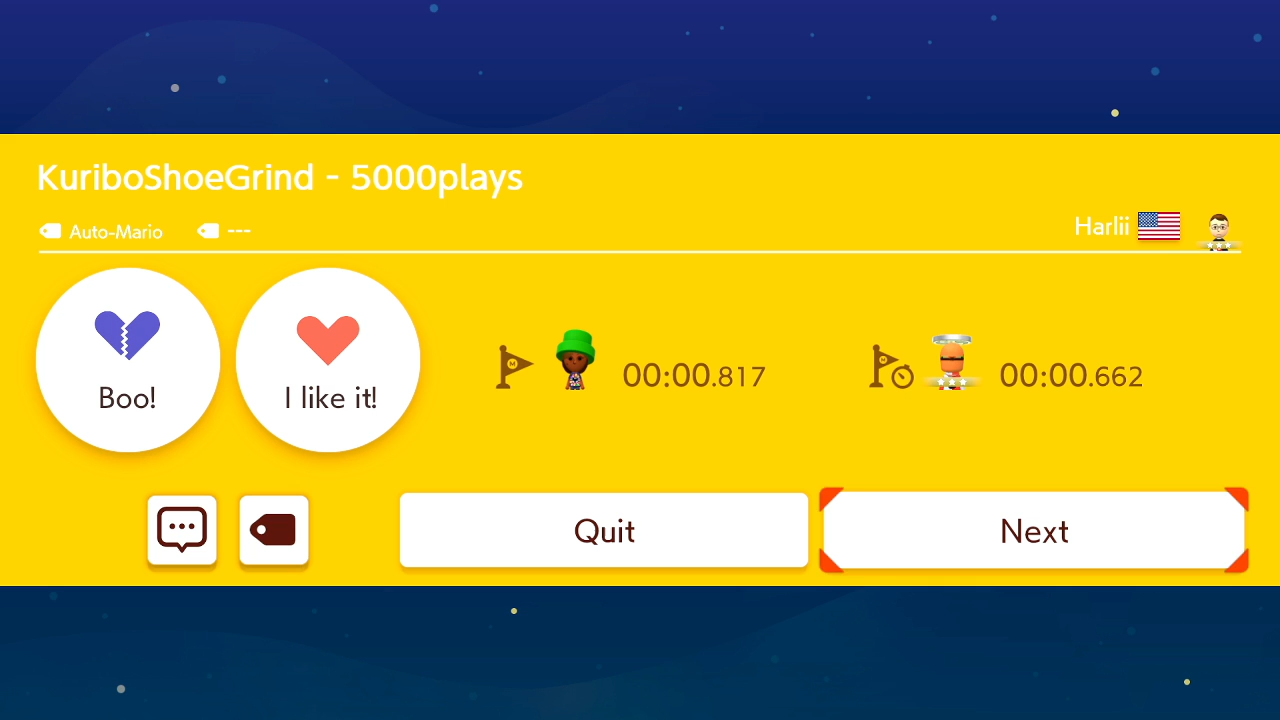 KuriboShoeGrind - 5000plays
Auto-Mario
---
Harlii
Boo!
I like it!
M
00:00.817
M
00:00.662
Quit
Next